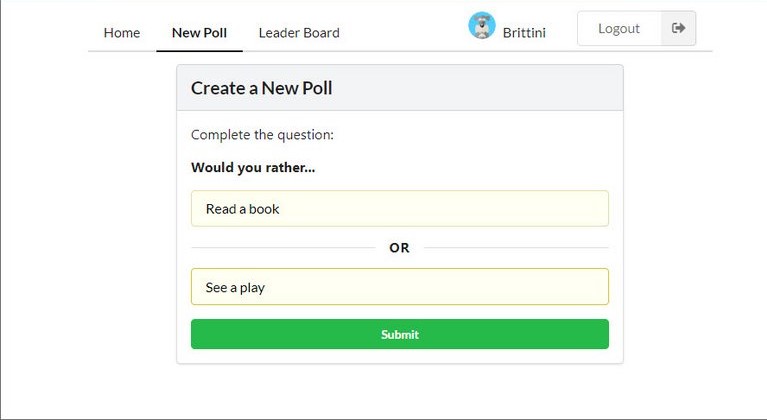 Home New Poll Leader Board Brittini Logout
Create a New Poll
Complete the question:
Would you rather...
Read a book
OR
See a play
Submit